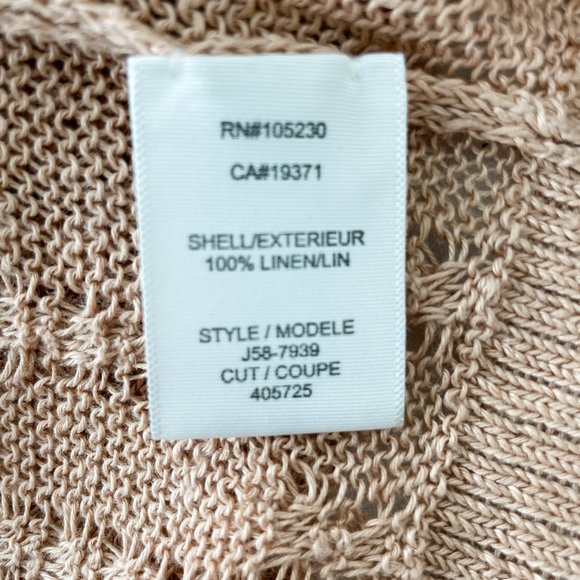 RN#105230
CA#19371
SHELL/EXTERIEUR
100% LINEN/LIN
STYLE / MODELE
J58-7939
CUT / COUPE
405725